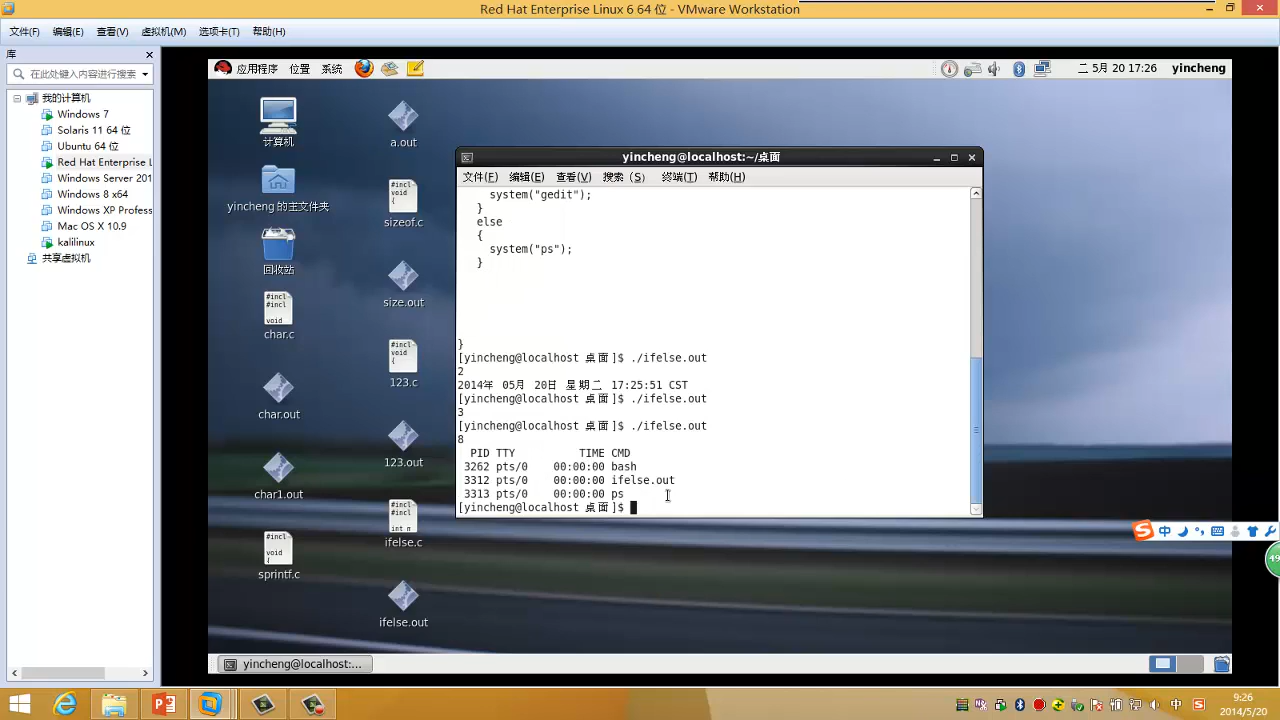 Red Hat Enterprise Linux 6 64 位 - VMware Workstation
文件(F) 编辑(E) 查看(V) 虚拟机(M) 选项卡(T) 帮助(H)
库
在此处键入内容进行搜索
我的计算机
Windows 7
Solaris 11 64 位
Ubuntu 64 位
Red Hat Enterprise L
Windows Server 201
Windows 8 x64
Windows XP Profess
Mac OS X 10.9
kalilinux
共享虚拟机
应用程序 位置 系统
二 5月 20 17:26 yincheng
计算机
yincheng 的主文件夹
回收站
char.c
char.out
char1.out
sprintf.c
a.out
sizeof.c
size.out
123.c
123.out
ifelse.c
ifelse.out
yincheng@localhost:~/桌面
文件(F) 编辑(E) 查看(V) 搜索 (S) 终端(T) 帮助(H)
system("gedit");
}
else
{
system("ps");
}
}
[yincheng@localhost 桌面]$ ./ifelse.out
2
2014年 05月 20日 星期二 17:25:51 CST
[yincheng@localhost 桌面]$ ./ifelse.out
3
[yincheng@localhost 桌面]$ ./ifelse.out
8
PID TTY TIME CMD
3262 pts/0 00:00:00 bash
3312 pts/0 00:00:00 ifelse.out
3313 pts/0 00:00:00 ps
[yincheng@localhost 桌面]$
中
49
yincheng@localhost:...
中
9:26
2014/5/20